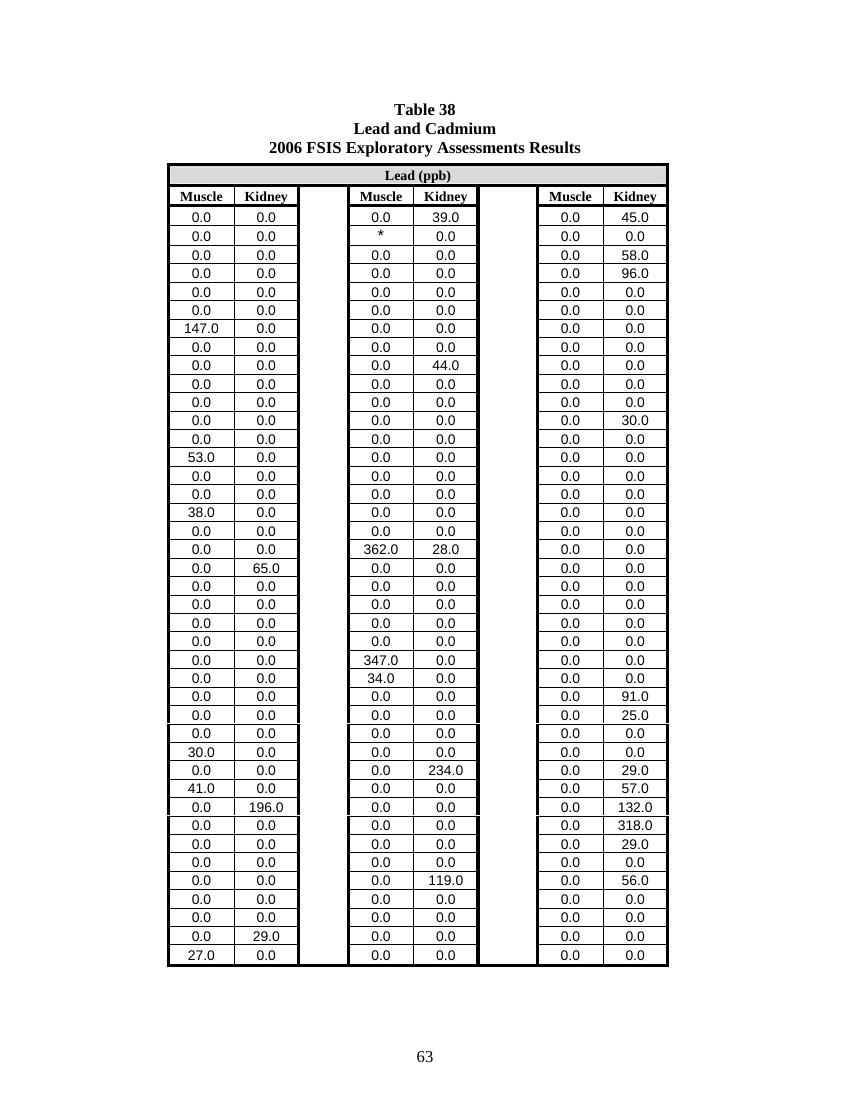 Table 38
Lead and Cadmium
2006 FSIS Exploratory Assessments Results
Lead (ppb)
Muscle Kidney Muscle Kidney Muscle Kidney
0.0 0.0 0.0 39.0 0.0 45.0
0.0 0.0 * 0.0 0.0 0.0
0.0 0.0 0.0 0.0 0.0 58.0
0.0 0.0 0.0 0.0 0.0 96.0
0.0 0.0 0.0 0.0 0.0 0.0
0.0 0.0 0.0 0.0 0.0 0.0
147.0 0.0 0.0 0.0 0.0 0.0
0.0 0.0 0.0 0.0 0.0 0.0
0.0 0.0 0.0 44.0 0.0 0.0
0.0 0.0 0.0 0.0 0.0 0.0
0.0 0.0 0.0 0.0 0.0 0.0
0.0 0.0 0.0 0.0 0.0 30.0
0.0 0.0 0.0 0.0 0.0 0.0
53.0 0.0 0.0 0.0 0.0 0.0
0.0 0.0 0.0 0.0 0.0 0.0
0.0 0.0 0.0 0.0 0.0 0.0
38.0 0.0 0.0 0.0 0.0 0.0
0.0 0.0 0.0 0.0 0.0 0.0
0.0 0.0 362.0 28.0 0.0 0.0
0.0 65.0 0.0 0.0 0.0 0.0
0.0 0.0 0.0 0.0 0.0 0.0
0.0 0.0 0.0 0.0 0.0 0.0
0.0 0.0 0.0 0.0 0.0 0.0
0.0 0.0 0.0 0.0 0.0 0.0
0.0 0.0 347.0 0.0 0.0 0.0
0.0 0.0 34.0 0.0 0.0 0.0
0.0 0.0 0.0 0.0 0.0 91.0
0.0 0.0 0.0 0.0 0.0 25.0
0.0 0.0 0.0 0.0 0.0 0.0
30.0 0.0 0.0 0.0 0.0 0.0
0.0 0.0 0.0 234.0 0.0 29.0
41.0 0.0 0.0 0.0 0.0 57.0
0.0 196.0 0.0 0.0 0.0 132.0
0.0 0.0 0.0 0.0 0.0 318.0
0.0 0.0 0.0 0.0 0.0 29.0
0.0 0.0 0.0 0.0 0.0 0.0
0.0 0.0 0.0 119.0 0.0 56.0
0.0 0.0 0.0 0.0 0.0 0.0
0.0 0.0 0.0 0.0 0.0 0.0
0.0 29.0 0.0 0.0 0.0 0.0
27.0 0.0 0.0 0.0 0.0 0.0
63